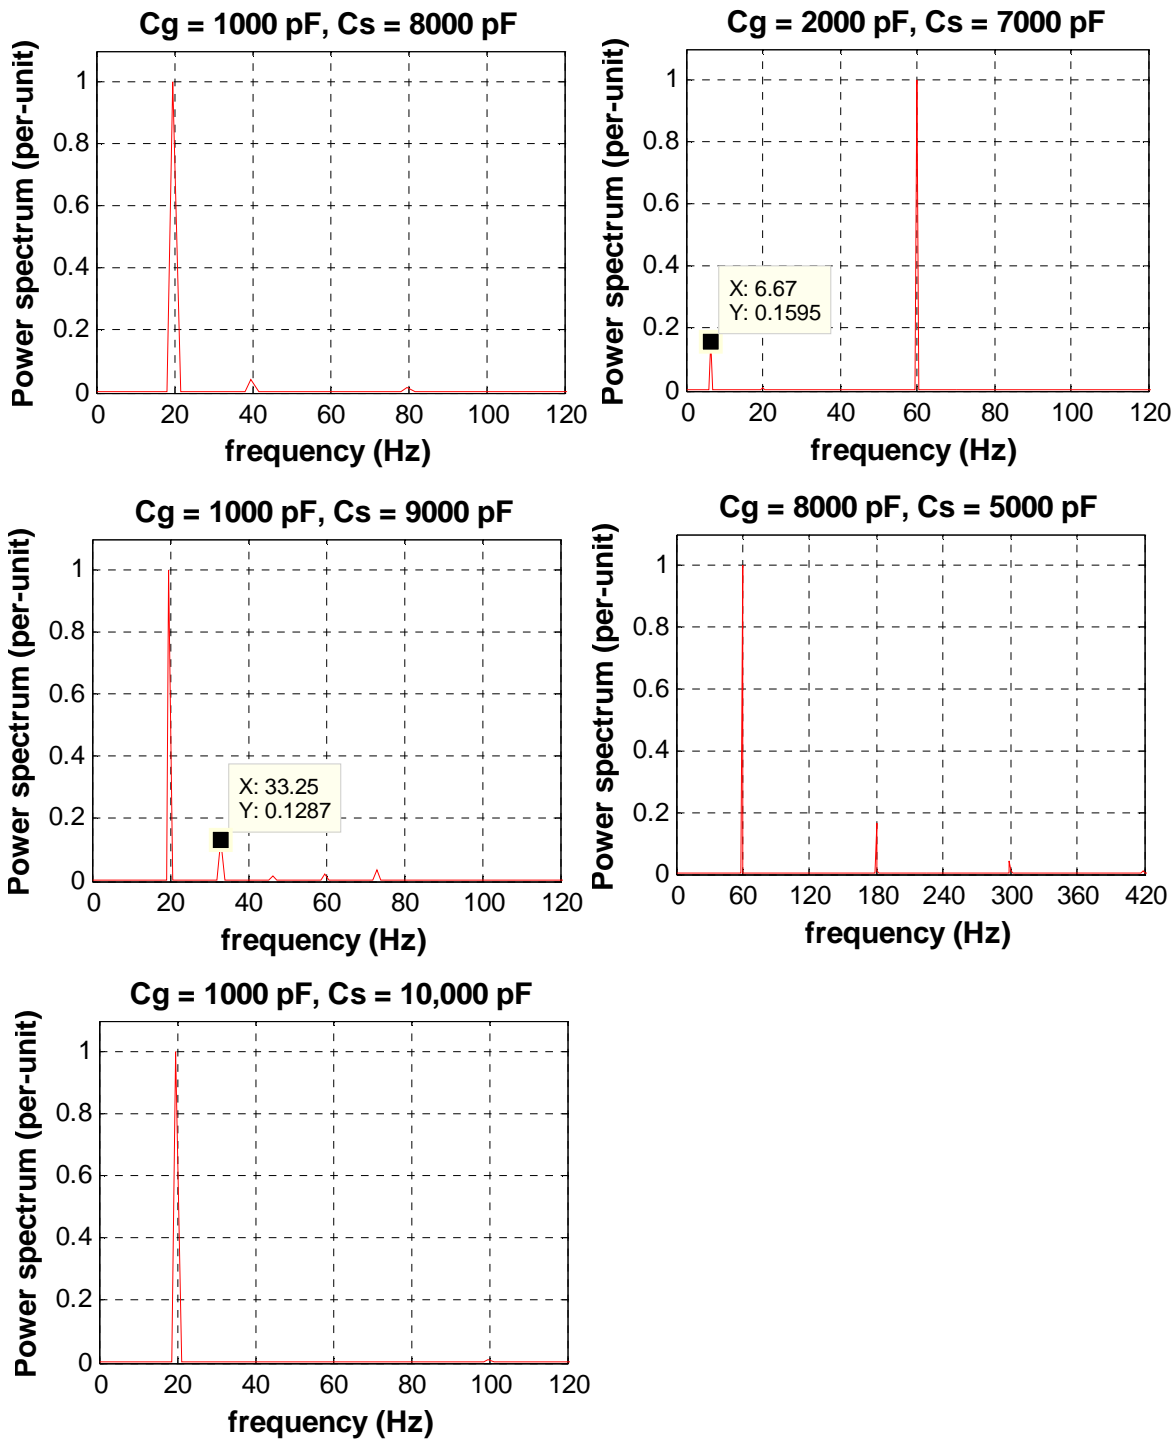 Cg = 1000 pF, Cs = 8000 pF
Power spectrum (per-unit)
1
0.8
0.6
0.4
0.2
0
0 20 40 60 80 100 120
frequency (Hz)
Cg = 2000 pF, Cs = 7000 pF
Power spectrum (per-unit)
1
0.8
0.6
0.4
0.2
0
X: 6.67
Y: 0.1595
0 20 40 60 80 100 120
frequency (Hz)
Cg = 1000 pF, Cs = 9000 pF
Power spectrum (per-unit)
1
0.8
0.6
0.4
0.2
0
X: 33.25
Y: 0.1287
0 20 40 60 80 100 120
frequency (Hz)
Cg = 8000 pF, Cs = 5000 pF
Power spectrum (per-unit)
1
0.8
0.6
0.4
0.2
0
0 60 120 180 240 300 360 420
frequency (Hz)
Cg = 1000 pF, Cs = 10,000 pF
Power spectrum (per-unit)
1
0.8
0.6
0.4
0.2
0
0 20 40 60 80 100 120
frequency (Hz)